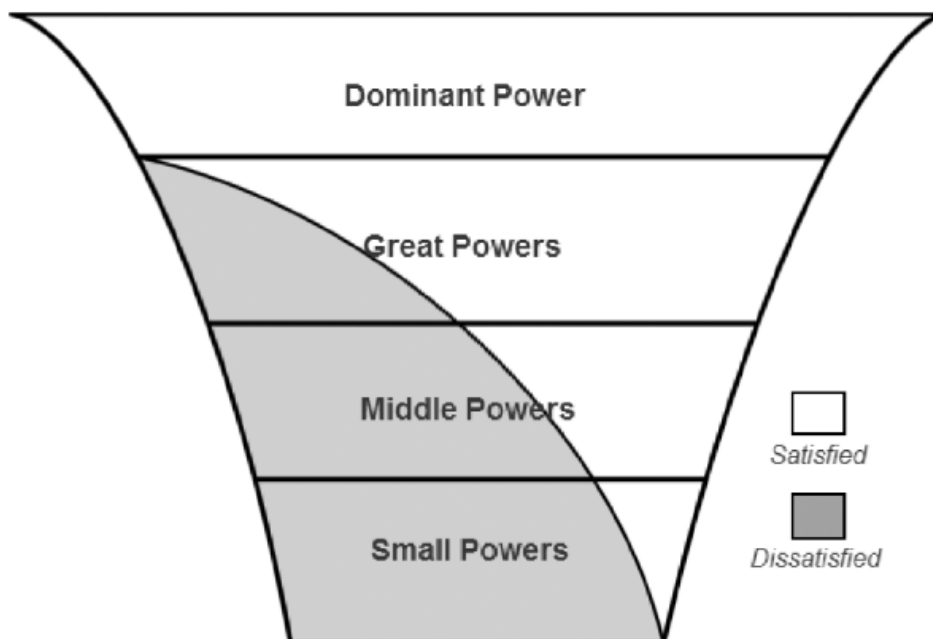 Dominant Power
Great Powers
Middle Powers
Satisfied
Small Powers
Dissatisfied